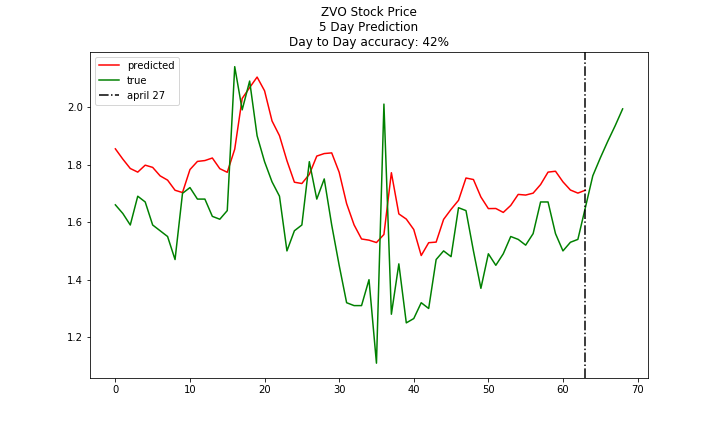 ZVO Stock Price
5 Day Prediction
Day to Day accuracy: 42%
predicted
true
april 27
2.0
1.8
1.6
1.4
1.2
0 10 20 30 40 50 60 70